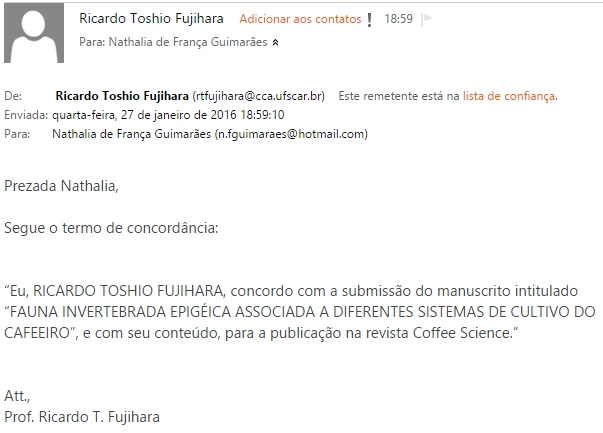 Ricardo Toshio Fujihara Adicionar aos contatos ! 18:59
Para: Nathalia de França Guimarães
De: Ricardo Toshio Fujihara (rtfujihara@cca.ufscar.br) Este remetente está na lista de confiança.
Enviada: quarta-feira, 27 de janeiro de 2016 18:59:10
Para: Nathalia de França Guimarães (n.fguimaraes@hotmail.com)
Prezada Nathalia,
Segue o termo de concordância:
“Eu, RICARDO TOSHIO FUJIHARA, concordo com a submissão do manuscrito intitulado
“FAUNA INVERTEBRADA EPIGÉICA ASSOCIADA A DIFERENTES SISTEMAS DE CULTIVO DO
CAFEEIRO”, e com seu conteúdo, para a publicação na revista Coffee Science.”
Att.,
Prof. Ricardo T. Fujihara